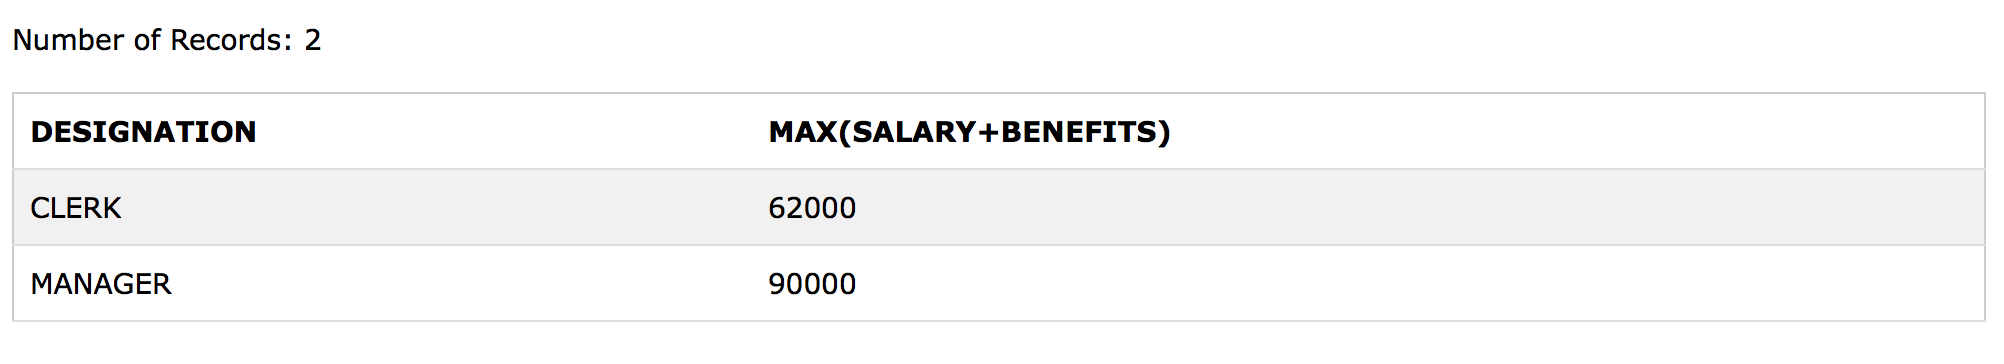 Number of Records: 2
DESIGNATION MAX(SALARY+BENEFITS)
CLERK 62000
MANAGER 90000